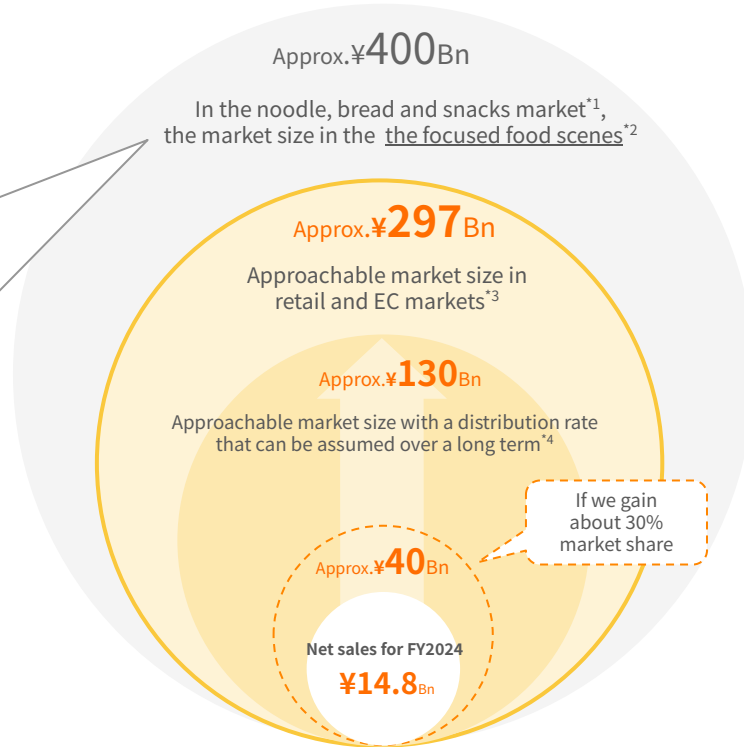 Approx.¥400Bn
In the noodle, bread and snacks market*1,
the market size in the the focused food scenes*2
Approx.¥297Bn
Approachable market size in
retail and EC markets*3
Approx.¥130Bn
Approachable market size with a distribution rate
that can be assumed over a long term*4
If we gain
about 30%
market share
Approx.¥40Bn
Net sales for FY2024
¥14.8Bn